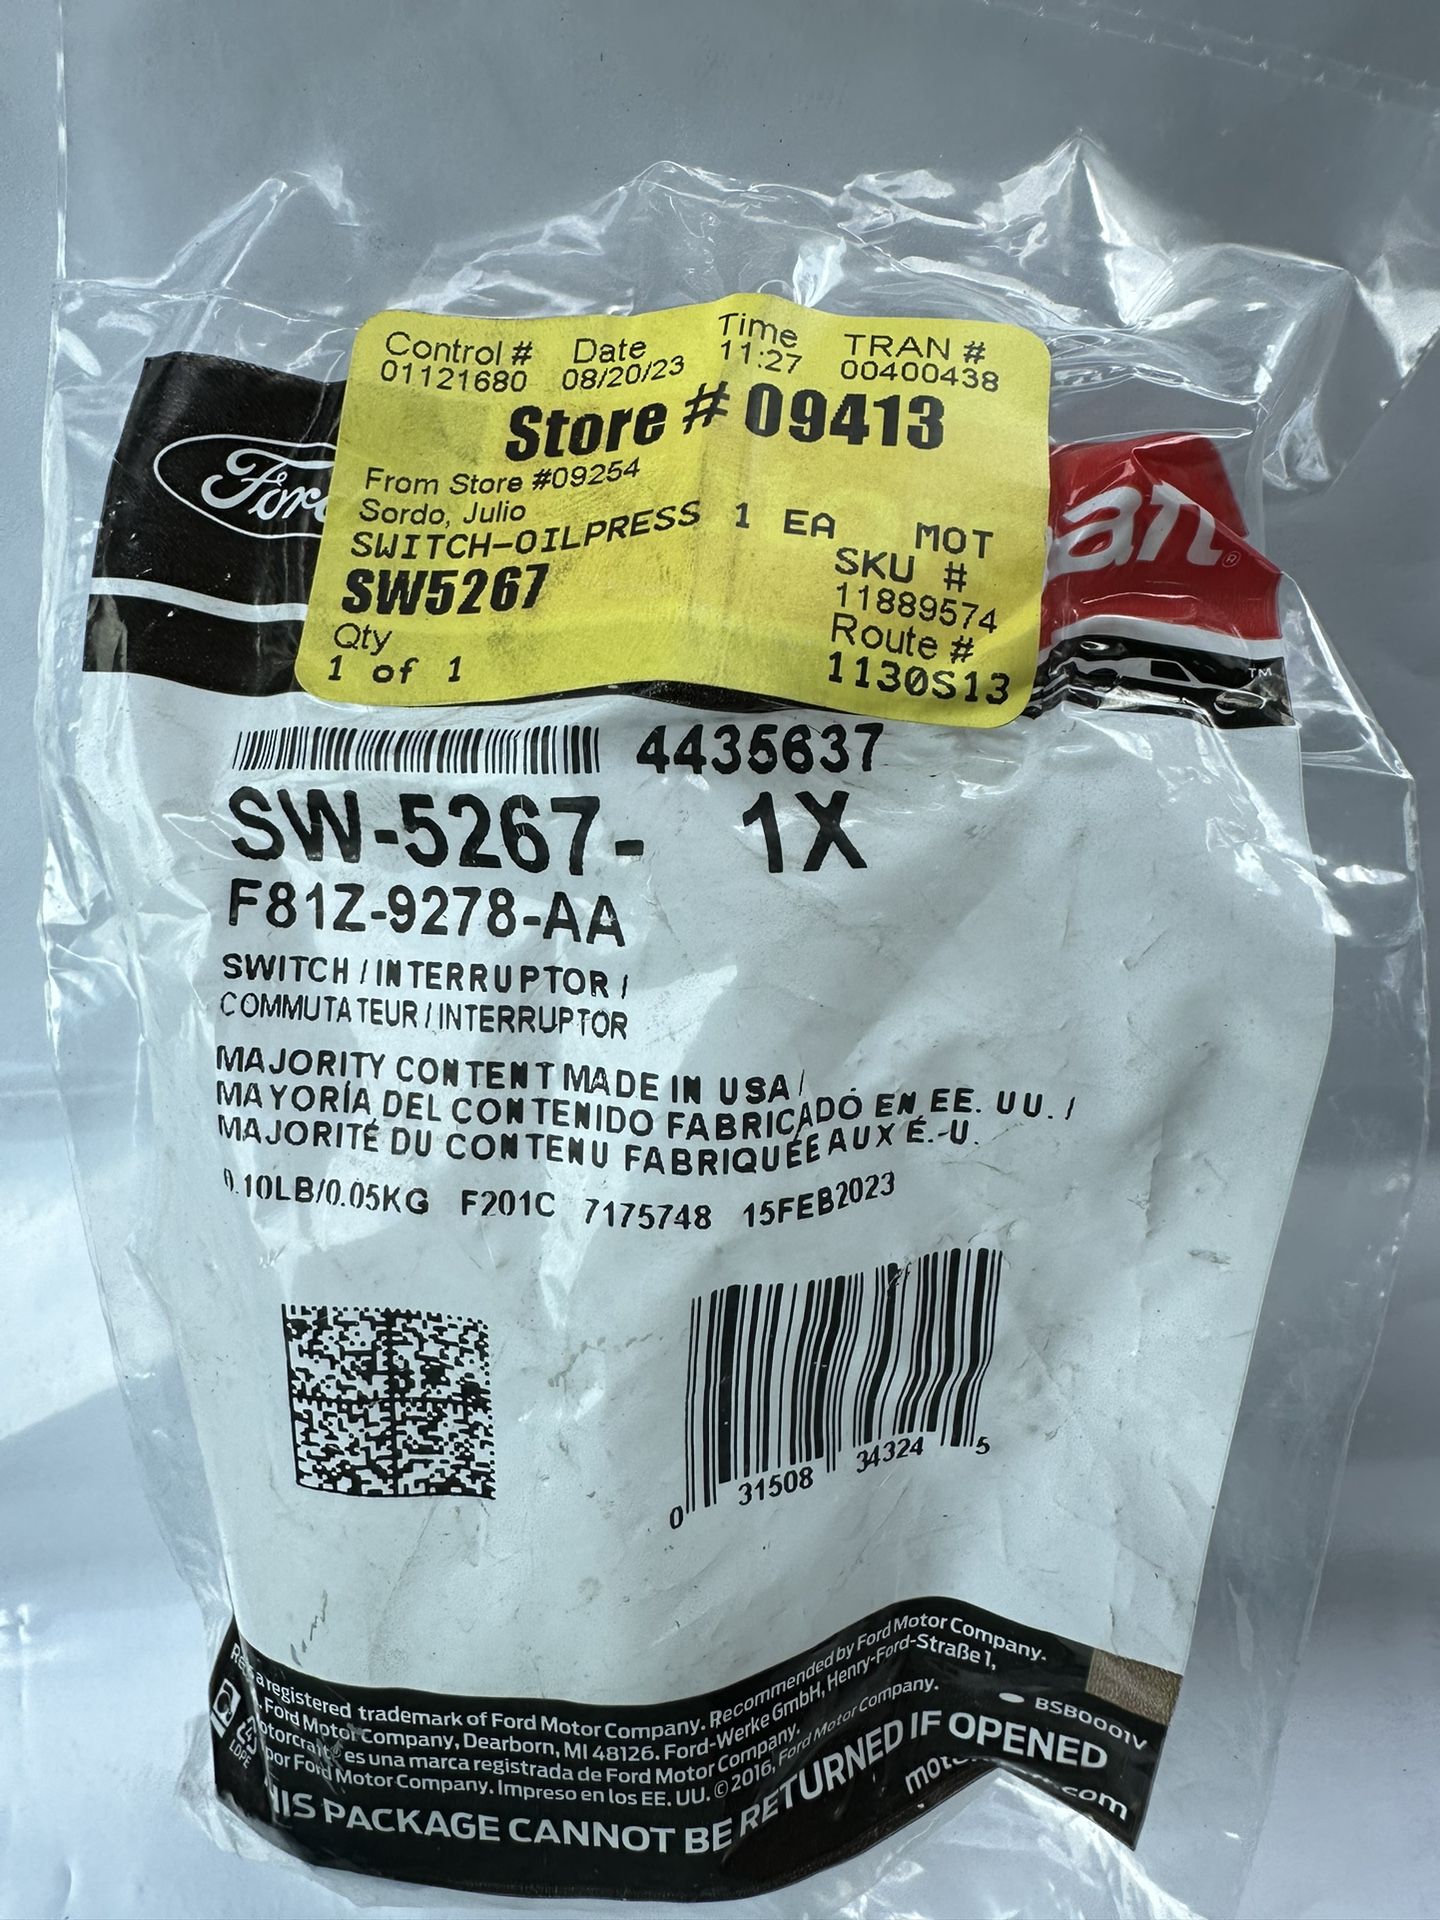 Control # Date Time TRAN #
01121680 08/20/23 11:27 00400438
Store # 09413
From Store #09254
Sordo, Julio
SWITCH-OILPRESS 1 EA MOT
SW5267 SKU #
11889574
Qty Route #
1 of 1 1130S13
Ford
an®
TM
4435637
SW-5267- 1X
F81Z-9278-AA
SWITCH / INTERRUPTOR /
COMMUTATEUR / INTERRUPTOR
MAJORITY CONTENT MADE IN USA /
MAYORÍA DEL CONTENIDO FABRICADO EN EE. UU. /
MAJORITÉ DU CONTENU FABRIQUÉE AUX É.-U.
0.10LB/0.05KG F201C 7175748 15FEB2023
0 31508 34324 5
a registered trademark of Ford Motor Company. Recommended by Ford Motor Company.
Ford Motor Company, Dearborn, MI 48126. Ford-Werke GmbH, Henry-Ford-Straße 1,
es una marca registrada de Ford Motor Company.
por Ford Motor Company. Impreso en los EE. UU. © 2016, Ford Motor Company.
LDPE
BSB0001V
THIS PACKAGE CANNOT BE RETURNED IF OPENED
.com